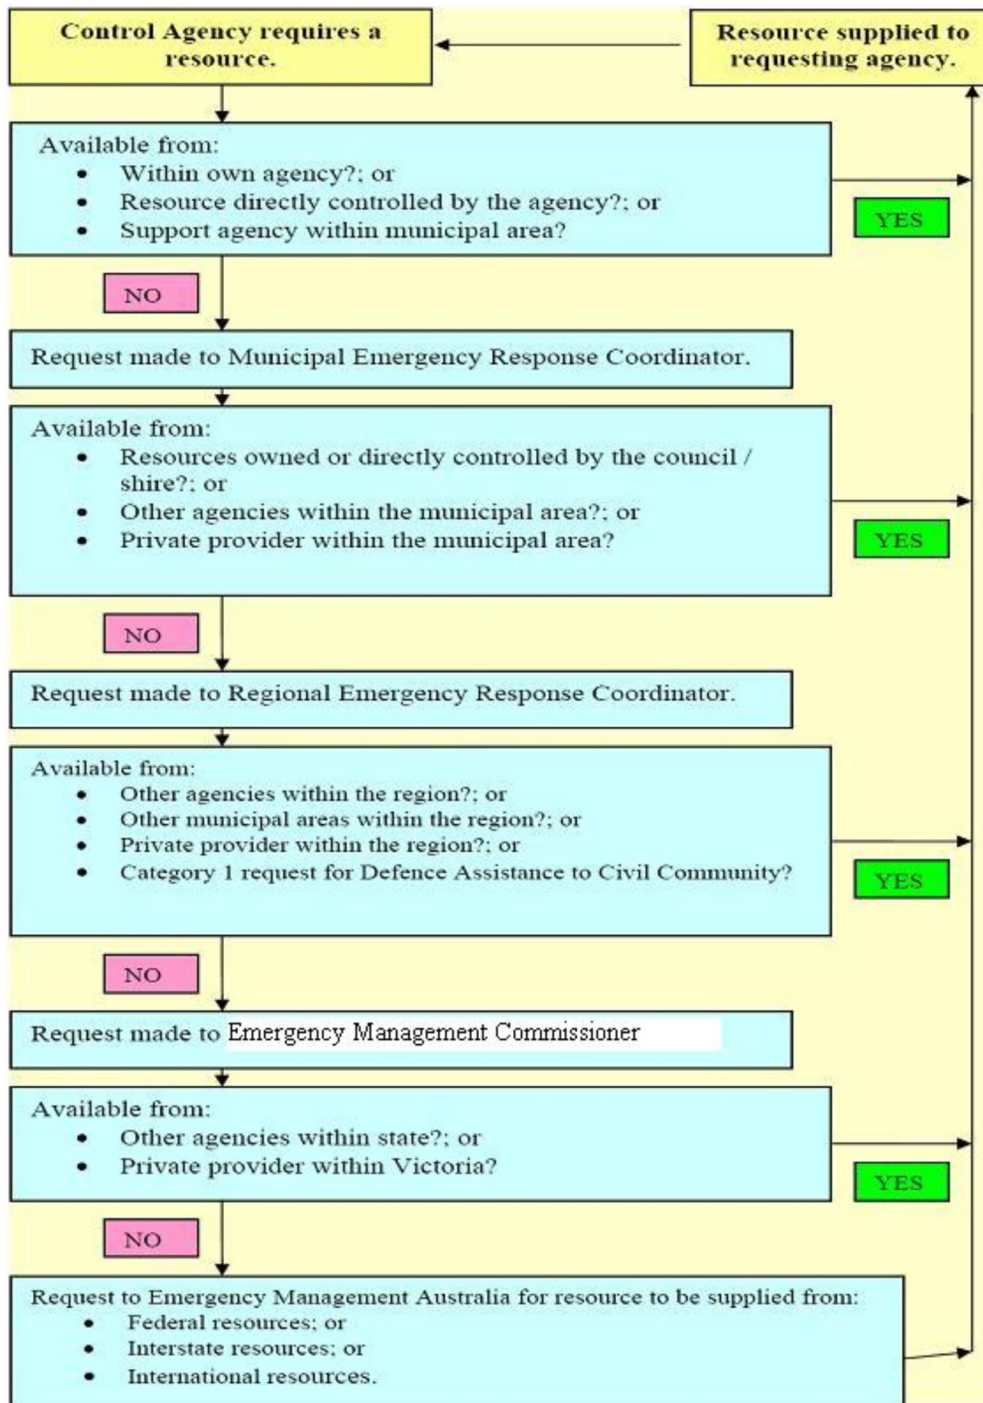 Control Agency requires a
resource.
Resource supplied to
requesting agency.
Available from:
• Within own agency?; or
• Resource directly controlled by the agency?; or
• Support agency within municipal area?
YES
NO
Request made to Municipal Emergency Response Coordinator.
Available from:
• Resources owned or directly controlled by the council /
shire?; or
• Other agencies within the municipal area?; or
• Private provider within the municipal area?
YES
NO
Request made to Regional Emergency Response Coordinator.
Available from:
• Other agencies within the region?; or
• Other municipal areas within the region?; or
• Private provider within the region?; or
• Category 1 request for Defence Assistance to Civil Community?
YES
NO
Request made to Emergency Management Commissioner
Available from:
• Other agencies within state?; or
• Private provider within Victoria?
YES
NO
Request to Emergency Management Australia for resource to be supplied from:
• Federal resources; or
• Interstate resources; or
• International resources.